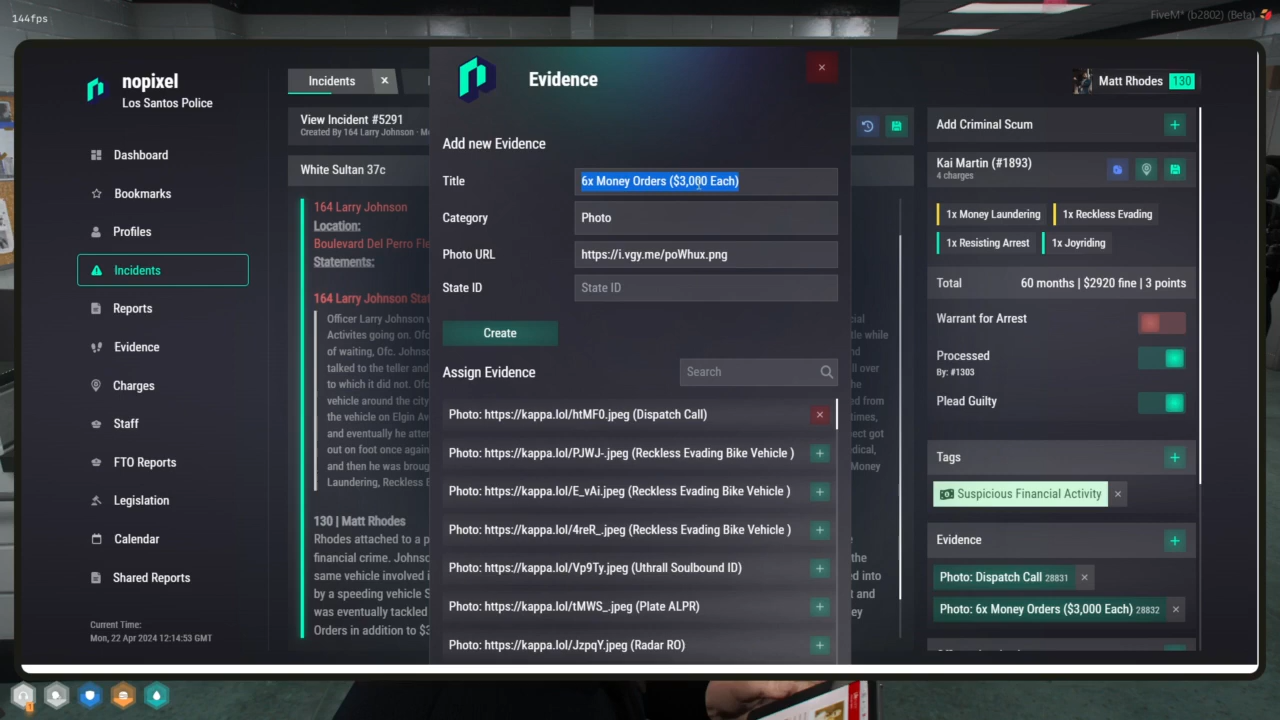 144fps
FiveM* (b2802) (Beta)
nopixel
Los Santos Police
Dashboard
Bookmarks
Profiles
Incidents
Reports
Evidence
Charges
Staff
FTO Reports
Legislation
Calendar
Shared Reports
Current Time:
Mon, 22 Apr 2024 12:14:53 GMT
Incidents
View Incident #5291
Created By 164 Larry Johnson - M
White Sultan 37c
164 Larry Johnson
Location:
Boulevard Del Perro Fle
Statements:
164 Larry Johnson Stat
Officer Larry Johnson
Activites going on. Ofc
of waiting, Ofc. Johns
talked to the teller and
to which it did not. Ofc
vehicle around the city
the vehicle on Elgin Av
and eventually he atte
out on foot once again
and then he was broug
Laundering, Reckless E
130 | Matt Rhodes
Rhodes attached to a p
financial crime. Johns
same vehicle involved i
by a speeding vehicle S
was eventually tackled
Orders in addition to $3
Evidence
Add new Evidence
Title
6x Money Orders ($3,000 Each)
Category
Photo
Photo URL
https://i.vgy.me/poWhux.png
State ID
State ID
Create
Assign Evidence
Search
Photo: https://kappa.lol/htMF0.jpeg (Dispatch Call)
Photo: https://kappa.lol/PJWJ-.jpeg (Reckless Evading Bike Vehicle )
Photo: https://kappa.lol/E_vAi.jpeg (Reckless Evading Bike Vehicle )
Photo: https://kappa.lol/4reR_.jpeg (Reckless Evading Bike Vehicle )
Photo: https://kappa.lol/Vp9Ty.jpeg (Uthrall Soulbound ID)
Photo: https://kappa.lol/tMWS_.jpeg (Plate ALPR)
Photo: https://kappa.lol/JzpqY.jpeg (Radar RO)
Matt Rhodes 130
Add Criminal Scum
Kai Martin (#1893)
4 charges
1x Money Laundering
1x Reckless Evading
1x Resisting Arrest
1x Joyriding
Total 60 months | $2920 fine | 3 points
Warrant for Arrest
Processed
By: #1303
Plead Guilty
Tags
Suspicious Financial Activity
Evidence
Photo: Dispatch Call 28831
Photo: 6x Money Orders ($3,000 Each) 28832